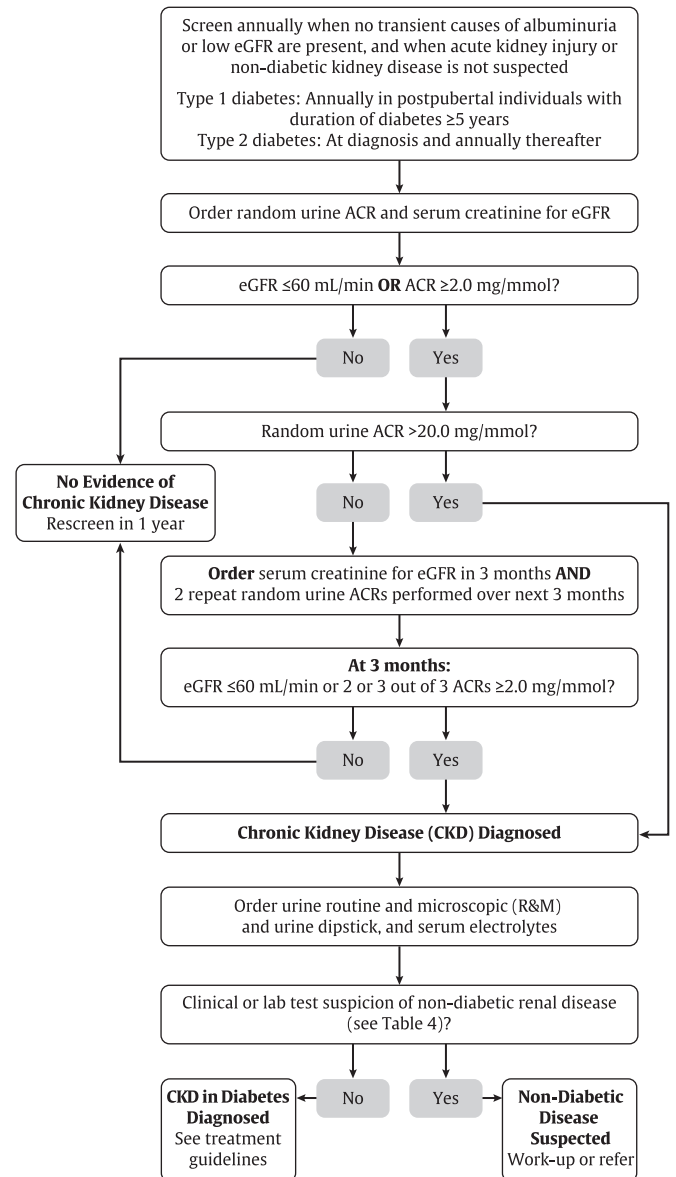 Screen annually when no transient causes of albuminuria
or low eGFR are present, and when acute kidney injury or
non-diabetic kidney disease is not suspected
Type 1 diabetes: Annually in postpubertal individuals with
duration of diabetes ≥5 years
Type 2 diabetes: At diagnosis and annually thereafter
Order random urine ACR and serum creatinine for eGFR
eGFR ≤60 mL/min OR ACR ≥2.0 mg/mmol?
No
Yes
Random urine ACR >20.0 mg/mmol?
No Evidence of
Chronic Kidney Disease
Rescreen in 1 year
No
Yes
Order serum creatinine for eGFR in 3 months AND
2 repeat random urine ACRs performed over next 3 months
At 3 months:
eGFR ≤60 mL/min or 2 or 3 out of 3 ACRs ≥2.0 mg/mmol?
No
Yes
Chronic Kidney Disease (CKD) Diagnosed
Order urine routine and microscopic (R&M)
and urine dipstick, and serum electrolytes
Clinical or lab test suspicion of non-diabetic renal disease
(see Table 4)?
CKD in Diabetes
Diagnosed
See treatment
guidelines
No
Yes
Non-Diabetic
Disease
Suspected
Work-up or refer